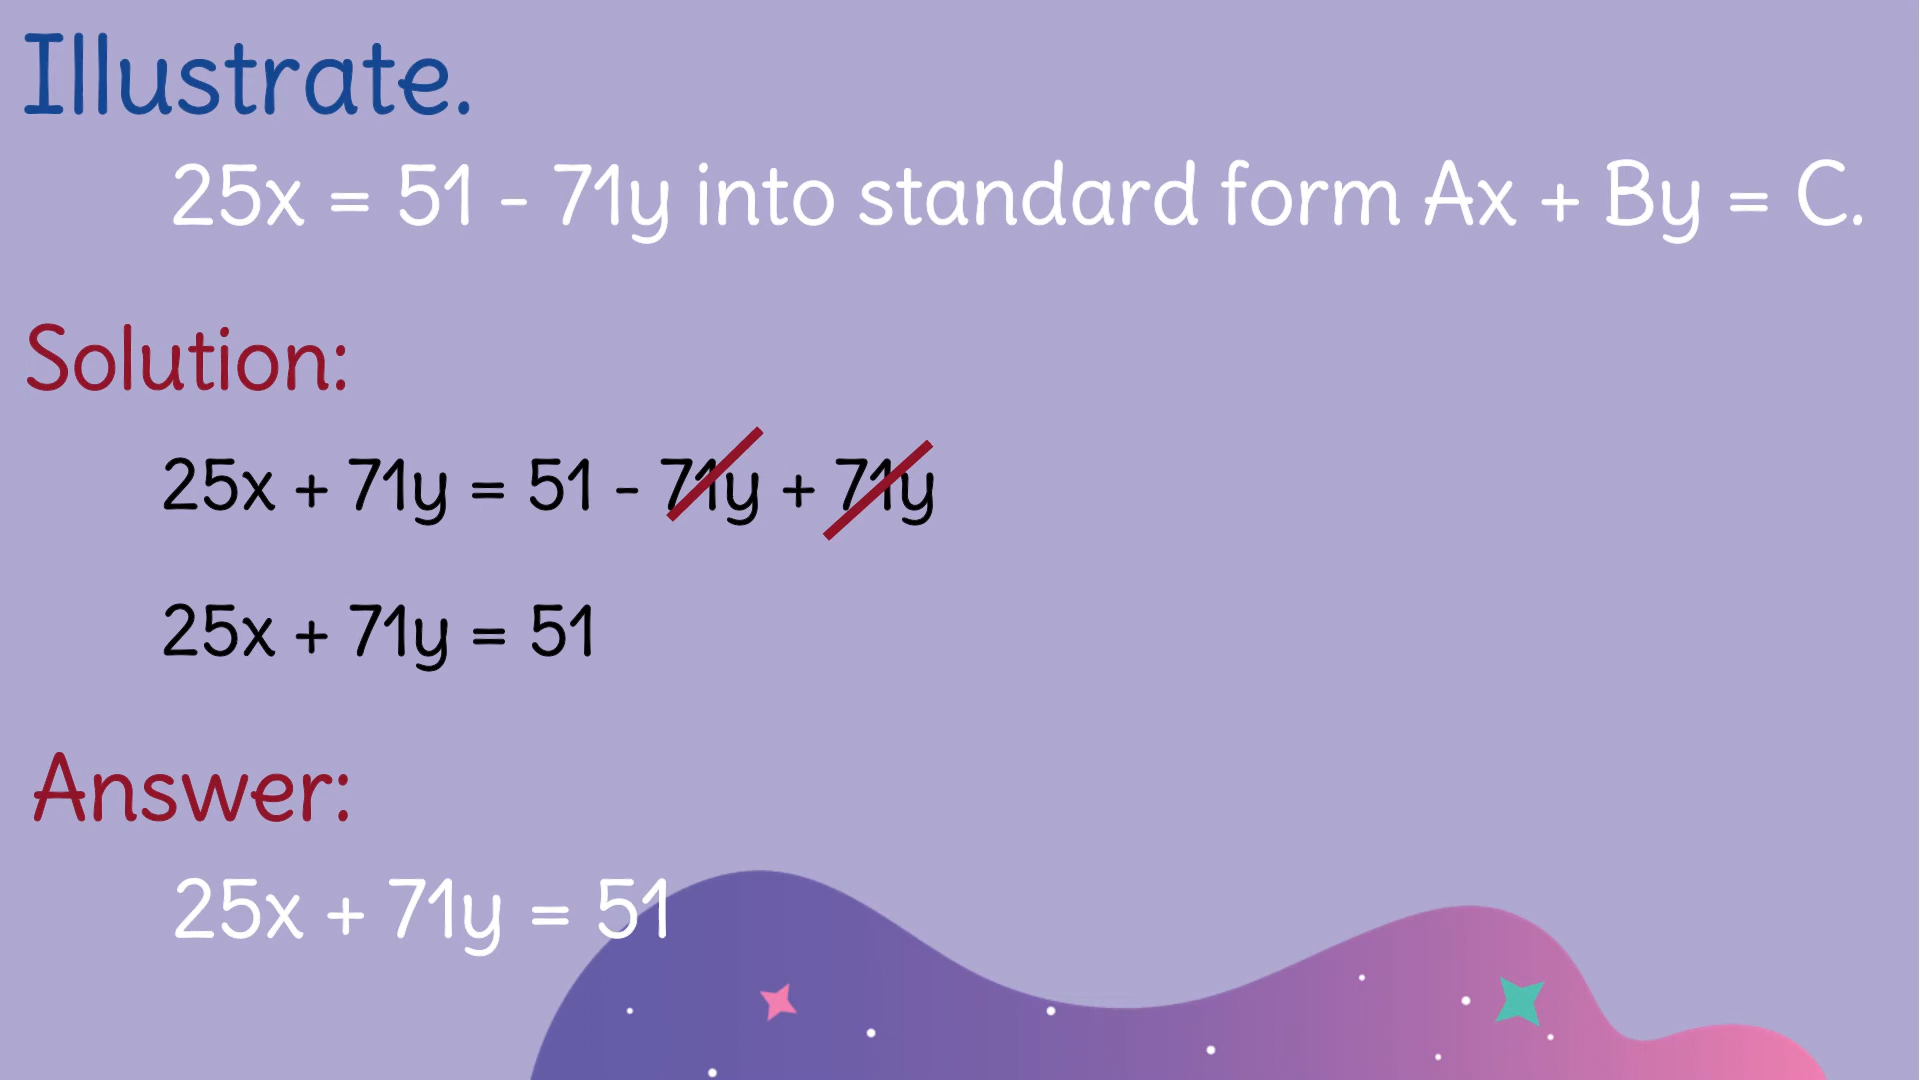 Illustrate.
25x = 51 - 71y into standard form Ax + By = C.
Solution:
25x + 71y = 51 - 71y + 71y
25x + 71y = 51
Answer:
25x + 71y = 51